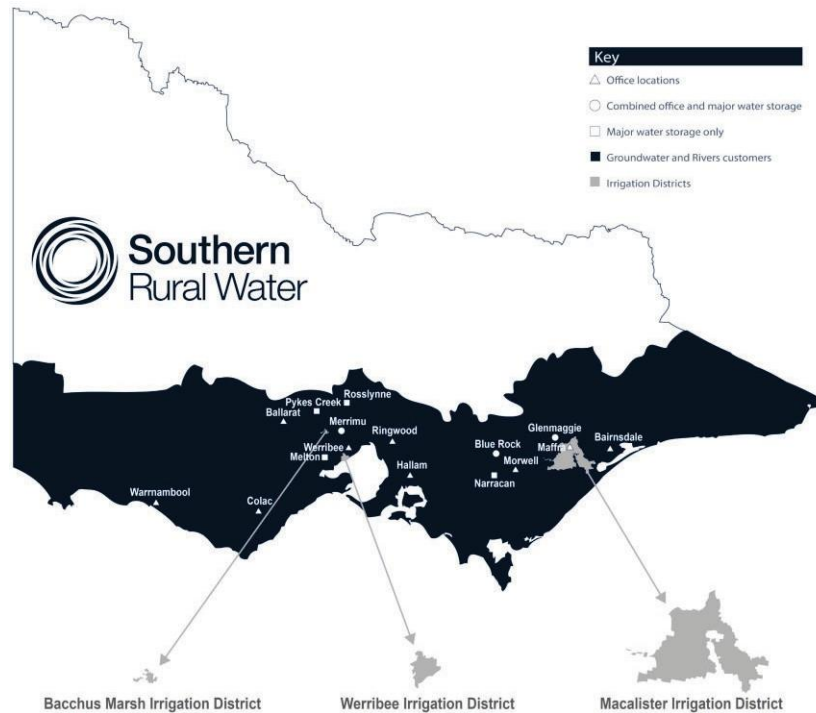 Key
Office locations
Combined office and major water storage
Major water storage only
Groundwater and Rivers customers
Irrigation Districts
Southern
Rural Water
Rosslynne
Pykes Creek
Ballarat
Merrimu
Ringwood
Werribee
Melton
Hallam
Warrnambool
Colac
Glenmaggie
Maffra
Bairnsdale
Blue Rock
Morwell
Narracan
Bacchus Marsh Irrigation District
Werribee Irrigation District
Macalister Irrigation District